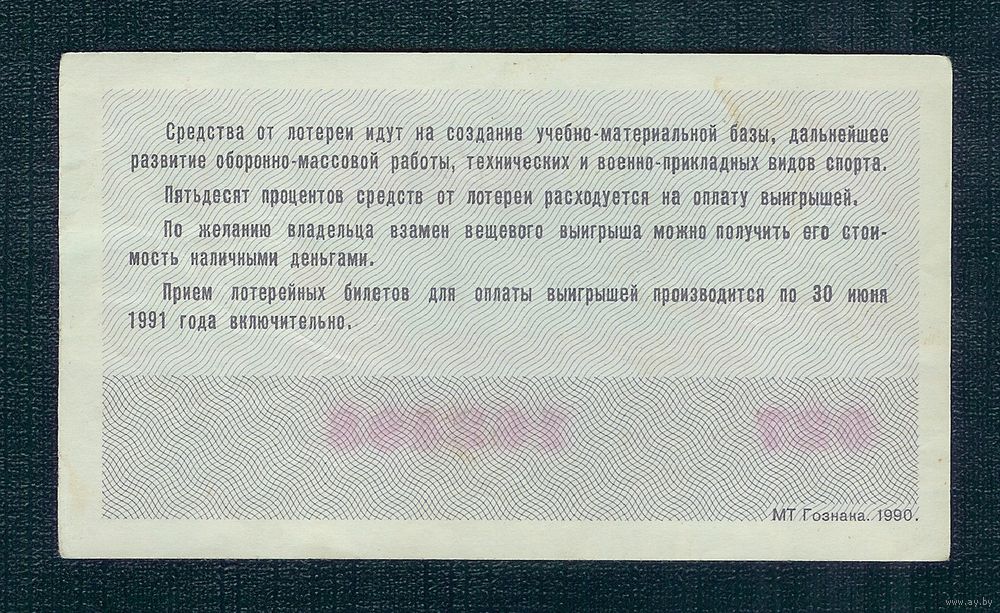 Средства от лотереи идут на создание учебно-материальной базы, дальнейшее
развитие оборонно-массовой работы, технических и военно-прикладных видов спорта.
Пятьдесят процентов средств от лотереи расходуется на оплату выигрышей.
По желанию владельца взамен вещевого выигрыша можно получить его стои-
мость наличными деньгами.
Прием лотерейных билетов для оплаты выигрышей производится по 30 июня
1991 года включительно.
МТ Гознака. 1990.
www.ay.by